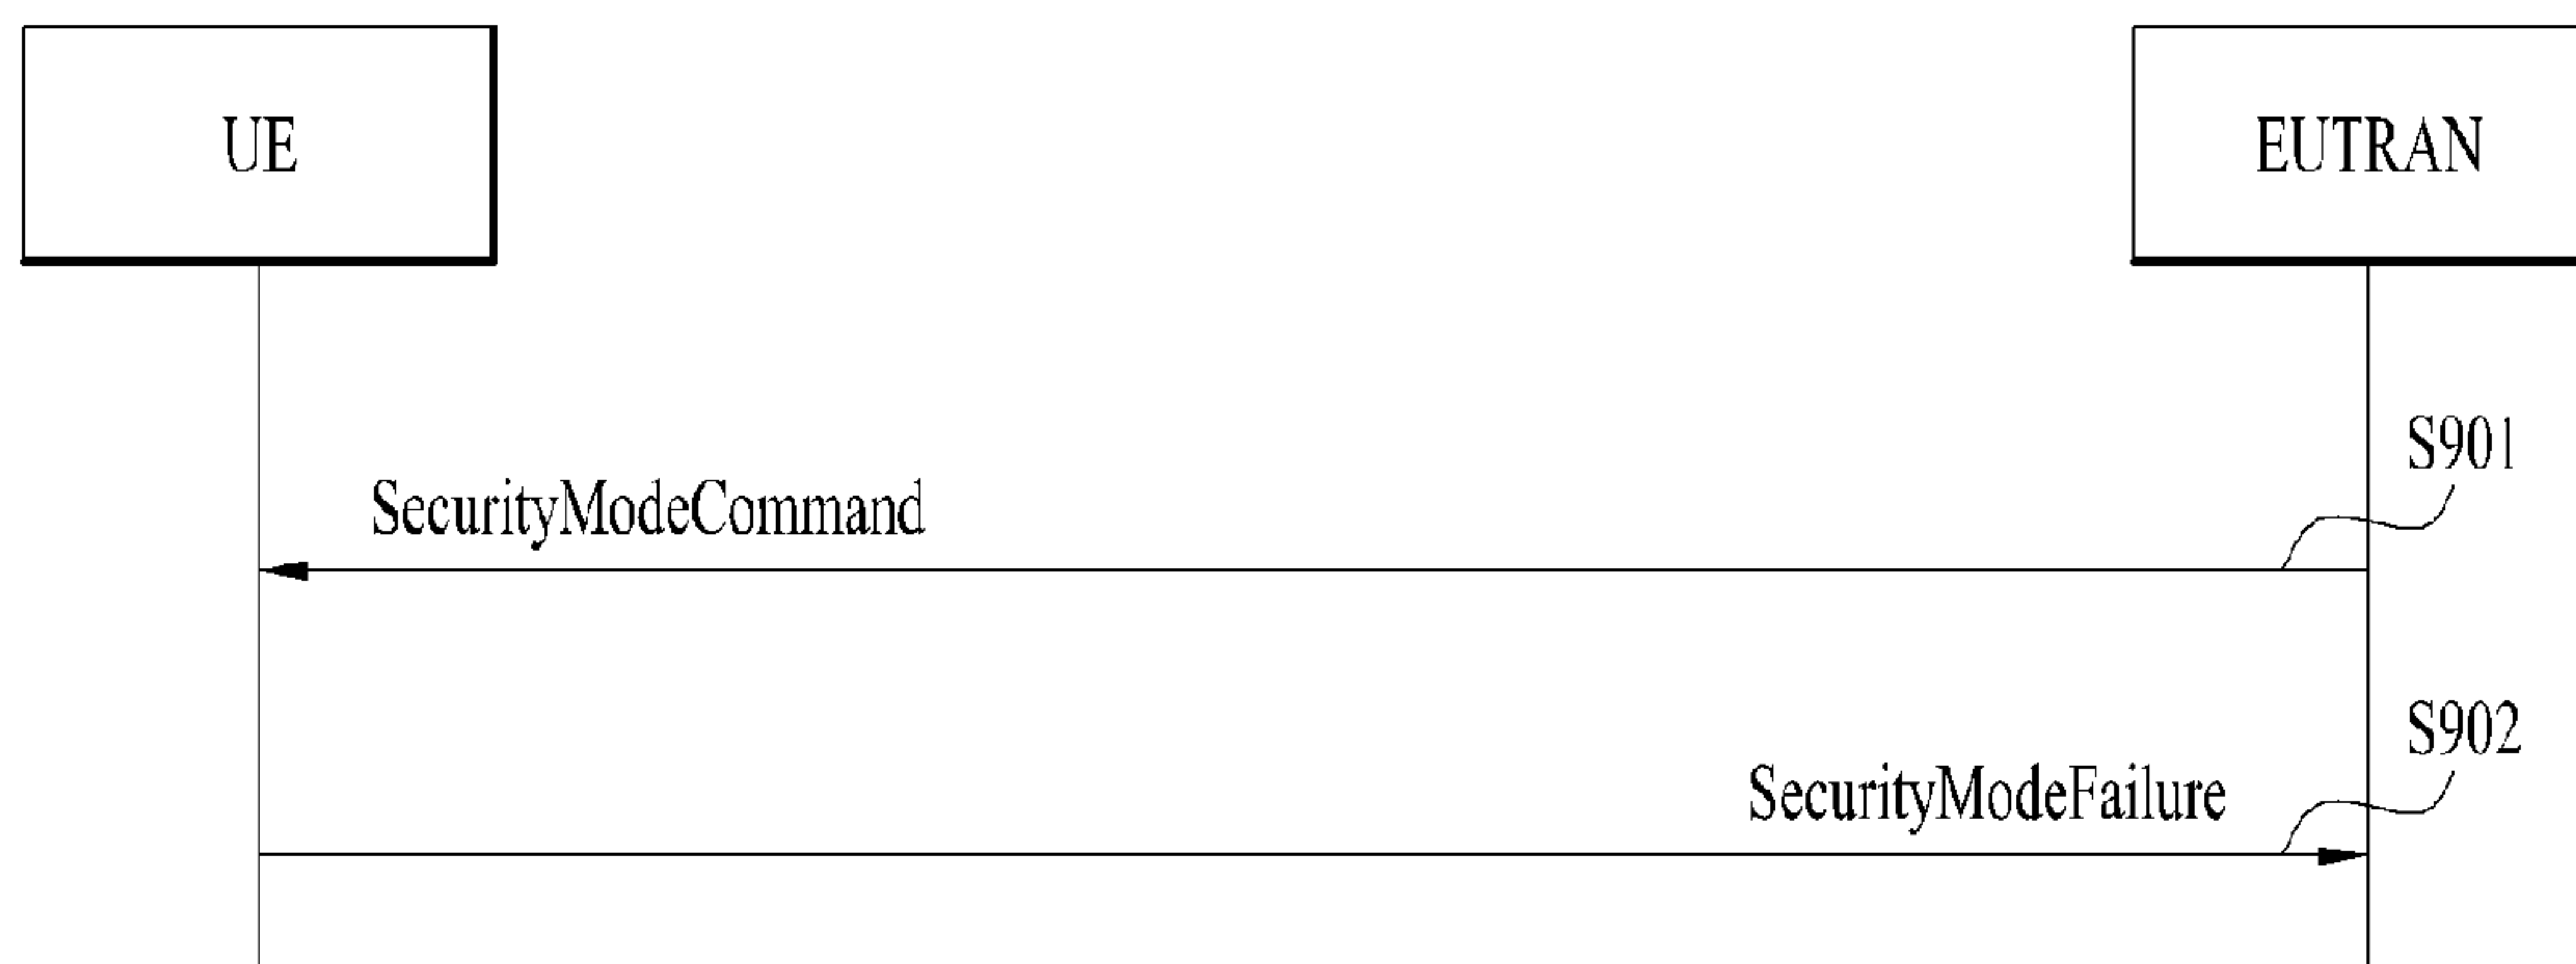 UE
EUTRAN
S901
SecurityModeCommand
S902
SecurityModeFailure